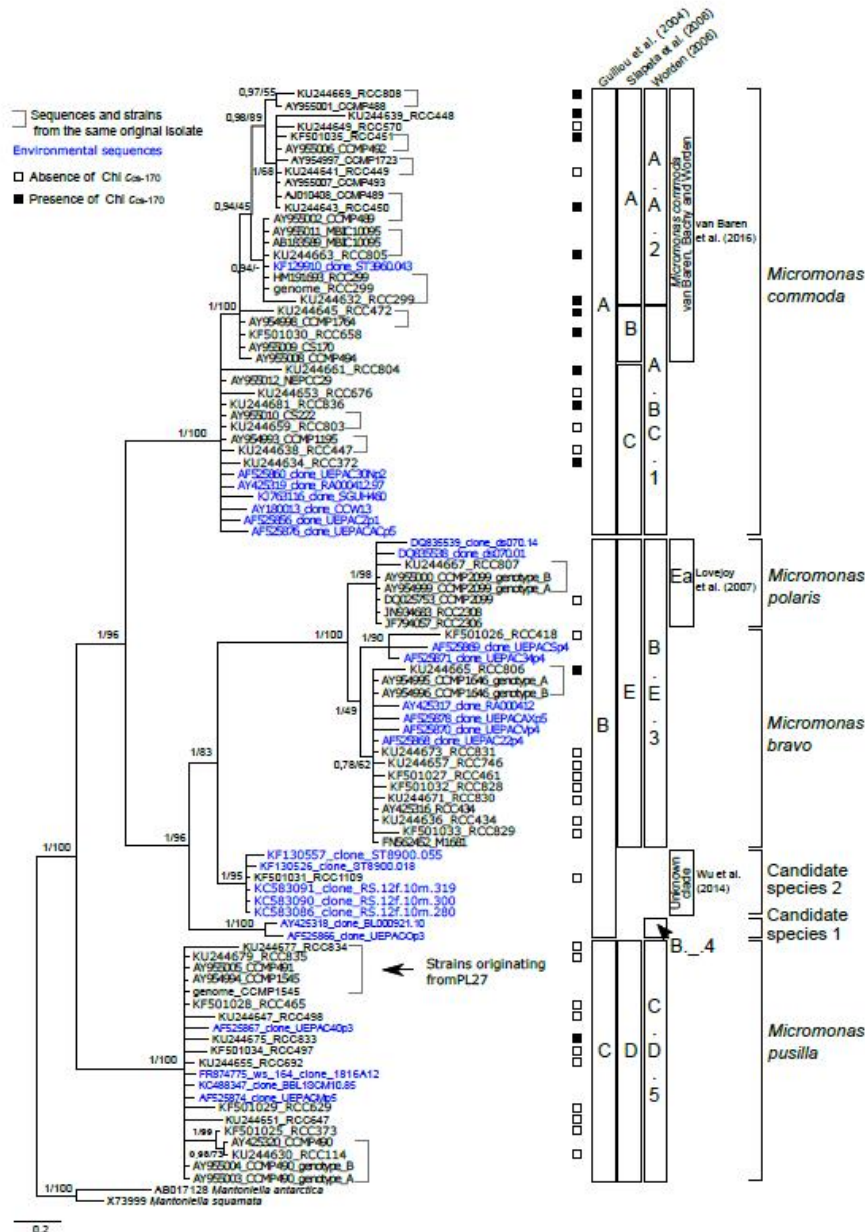 Guillou et al. (2004)
Slapeta et al. (2006)
Worden (2006)
Sequences and strains
from the same original isolate
Environmental sequences
Absence of Chl CCS-170
Presence of Chl CCS-170
0,97/55
KU244669_RCC808
AY955001_CCMP488
0,98/89
KU244639_RCC448
KU244649_RCC570
KF501035_RCC451
AY955006_CCMP492
AY954997_CCMP1723
1/68
KU244641_RCC449
AY955007_CCMP493
AJ010408_CCMP489
KU244643_RCC450
0,94/45
AY955002_CCMP489
AY955011_MBIC10095
AB183589_MBIC10095
KU244663_RCC805
0,94/-
KF129910_clone_ST3960.043
HM191693_RCC299
genome_RCC299
KU244632_RCC299
1/100
KU244645_RCC472
AY954998_CCMP1764
KF501030_RCC658
AY955009_CS170
AY955008_CCMP494
KU244661_RCC804
AY955012_NEPCC29
KU244653_RCC676
KU244681_RCC836
AY955010_CS222
KU244659_RCC803
1/100
AY954993_CCMP1195
KU244638_RCC447
KU244634_RCC372
AF525860_clone_UEPAC30Np2
AY425319_clone_RA000412.97
KJ763116_clone_SGUH460
AY180013_clone_CCW13
AF525856_clone_UEPAC2p1
AF525876_clone_UEPACACp5
DQ835539_clone_ds070.14
DQ835538_clone_ds070.01
KU244667_RCC807
1/98
AY955000_CCMP2099_genotype_B
AY954999_CCMP2099_genotype_A
DQ025753_CCMP2099
JN934683_RCC2308
JF794057_RCC2306
1/96
1/100
1/90
KF501026_RCC418
AF525869_clone_UEPACSp4
AF525871_clone_UEPAC34p4
KU244665_RCC806
AY954995_CCMP1646_genotype_A
AY954996_CCMP1646_genotype_B
1/49
AY425317_clone_RA000412
AF525878_clone_UEPACAXp5
AF525870_clone_UEPACVp4
AF525868_clone_UEPAC22p4
1/83
KU244673_RCC831
0,78/62
KU244657_RCC746
KF501027_RCC461
KF501032_RCC828
KU244671_RCC830
AY425316_RCC434
KU244636_RCC434
KF501033_RCC829
FN562452_M1681
1/100
1/96
KF130557_clone_ST8900.055
KF130526_clone_ST8900.018
1/95
KF501031_RCC1109
KC583091_clone_RS.12f.10m.319
KC583090_clone_RS.12f.10m.300
KC583086_clone_RS.12f.10m.280
1/100
AY425318_clone_BL000921.10
AF525866_clone_UEPACOp3
KU244677_RCC834
KU244679_RCC835
AY955005_CCMP491
AY954994_CCMP1545
genome_CCMP1545
Strains originating
fromPL27
KF501028_RCC465
KU244647_RCC498
AF525867_clone_UEPAC40p3
KU244675_RCC833
KF501034_RCC497
1/100
KU244655_RCC692
FR874775_ws_164_clone_1816A12
KC488347_clone_BBL1SCM10.85
AF525874_clone_UEPACMp5
KF501029_RCC629
KU244651_RCC647
1/99
KF501025_RCC373
AY425320_CCMP490
0,98/73
KU244630_RCC114
AY955004_CCMP490_genotype_B
AY955003_CCMP490_genotype_A
1/100
AB017128 Mantoniella antarctica
X73999 Mantoniella squamata
0.2
A
A
B
C
A.A.2
A.BC.1
Micromonas commoda
van Baren, Bachy and Worden
van Baren
et al. (2016)
Micromonas
commoda
B
E
B.E.3
Ea
Lovejoy
et al. (2007)
Micromonas
polaris
Micromonas
bravo
Unknown
clade
Wu et al.
(2014)
Candidate
species 2
Candidate
species 1
B._.4
C
D
C.D.5
Micromonas
pusilla